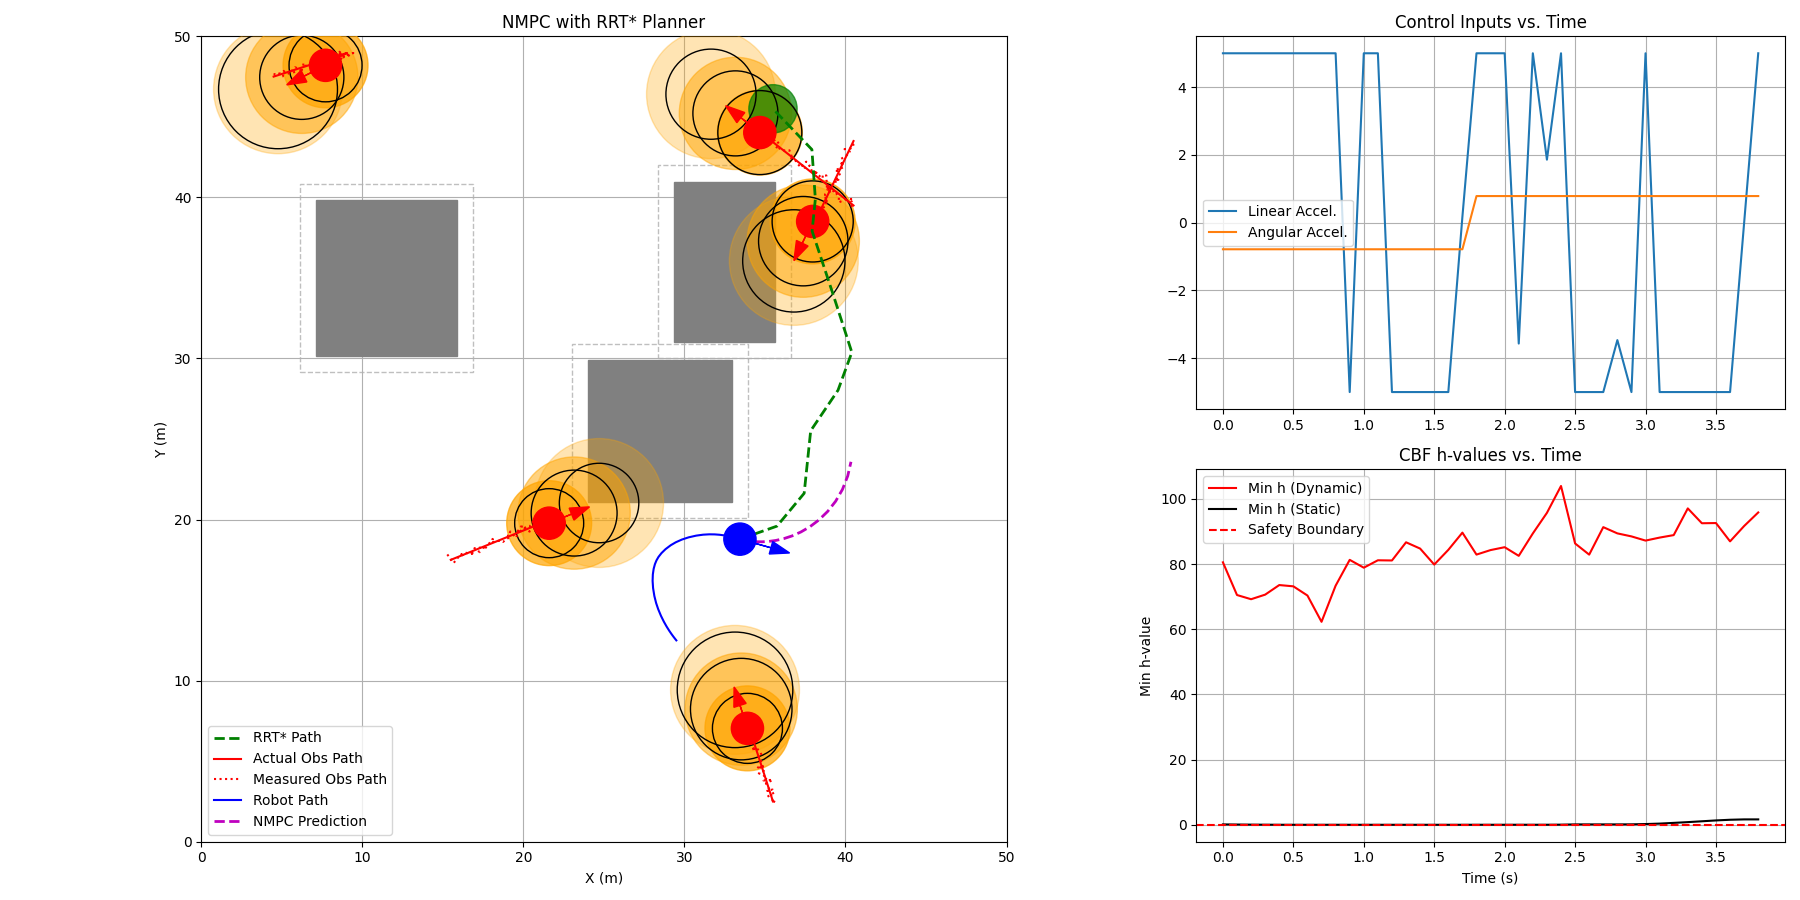 NMPC with RRT* Planner
50
40
30
20
10
0
Y (m)
0
10
20
30
40
50
X (m)
RRT* Path
Actual Obs Path
Measured Obs Path
Robot Path
NMPC Prediction
Control Inputs vs. Time
4
2
0
−2
−4
Linear Accel.
Angular Accel.
0.0
0.5
1.0
1.5
2.0
2.5
3.0
3.5
CBF h-values vs. Time
100
80
60
40
20
0
Min h-value
Min h (Dynamic)
Min h (Static)
Safety Boundary
0.0
0.5
1.0
1.5
2.0
2.5
3.0
3.5
Time (s)